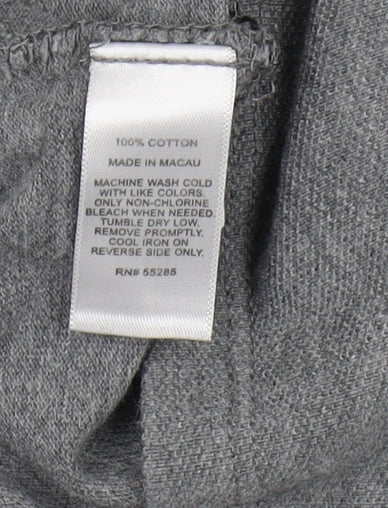 100% COTTON
MADE IN MACAU
MACHINE WASH COLD
WITH LIKE COLORS.
ONLY NON-CHLORINE
BLEACH WHEN NEEDED.
TUMBLE DRY LOW.
REMOVE PROMPTLY.
COOL IRON ON
REVERSE SIDE ONLY.
RN# 55285